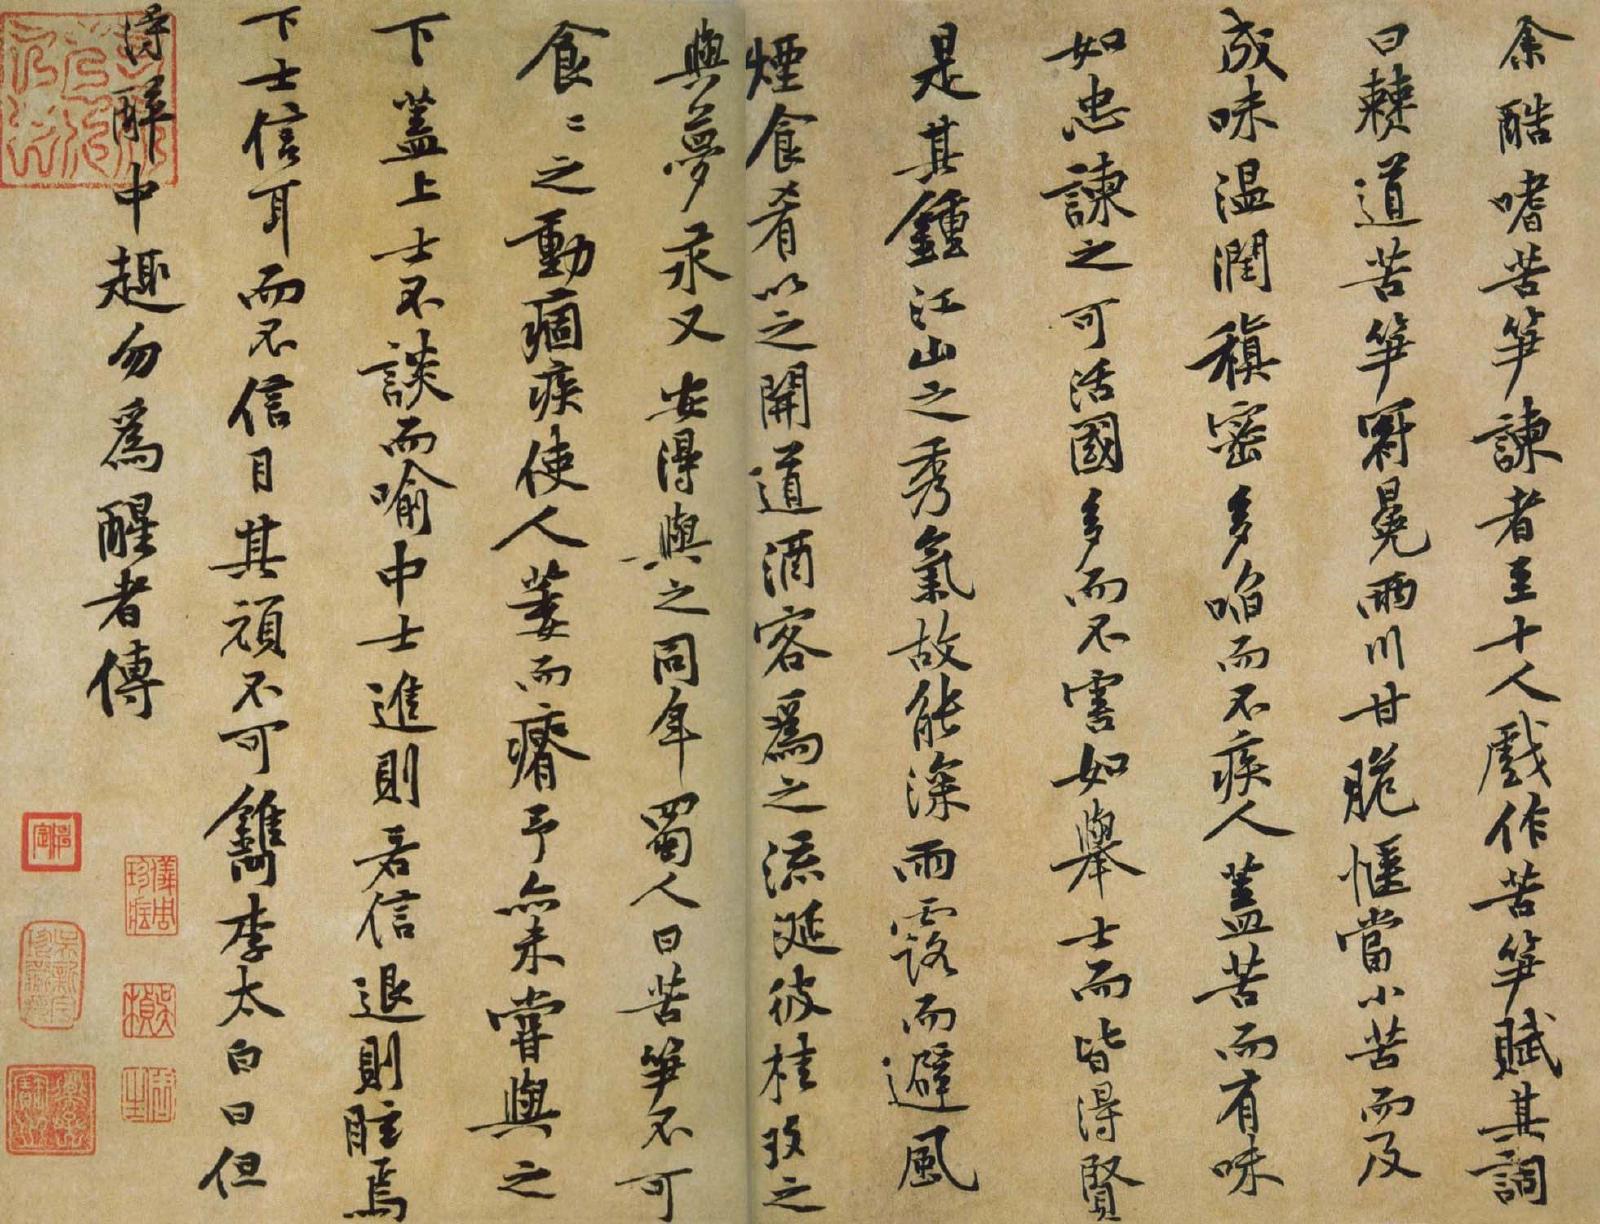 余酷嗜苦笋諫者至十人戲作苦笋賦其詞
曰僰道苦笋冠冕兩川甘脆愜當小苦而及
成味温潤稹密多啗而不疾人蓋苦而有味
如忠諫之可活國多而不害如舉士而皆得賢
是其鍾江山之秀氣故能深雨露而避風
煙食肴以之開道酒客爲之流涎彼桂玫之
與夢永又安得與之同年蜀人曰苦笋不可
食食之動痼疾使人萎而瘠予亦未嘗與之
下蓋上士不談而喻中士進則若信退則眩焉
下士信耳而不信目其頑不可鐫李太白曰但
得醉中趣勿爲醒者傳